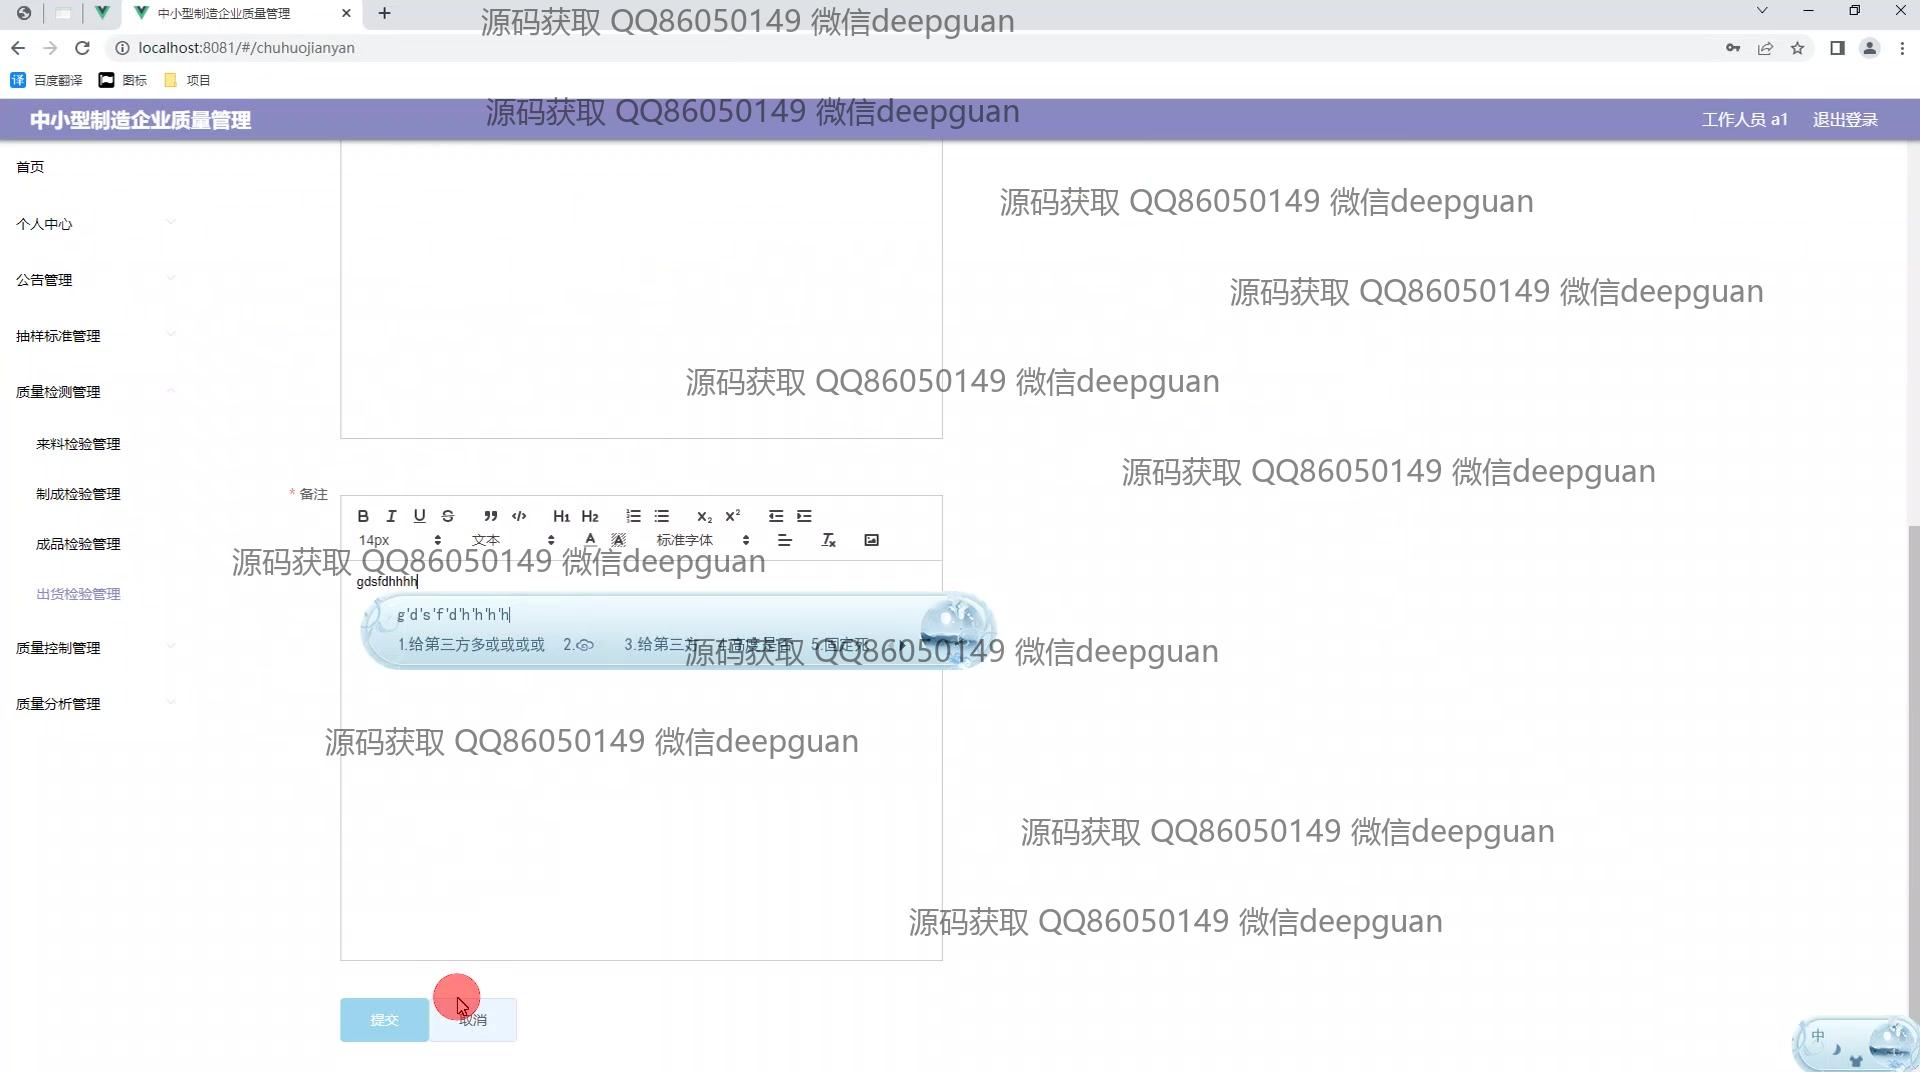 中小型制造企业质量管理
源码获取 QQ86050149 微信deepguan
localhost:8081/#/chuhuojianyan
译 百度翻译 图标 项目
中小型制造企业质量管理
源码获取 QQ86050149 微信deepguan
工作人员 a1 退出登录
首页
源码获取 QQ86050149 微信deepguan
个人中心
公告管理
源码获取 QQ86050149 微信deepguan
抽样标准管理
源码获取 QQ86050149 微信deepguan
质量检测管理
来料检验管理
源码获取 QQ86050149 微信deepguan
制成检验管理
* 备注
B I U S ” </> H1 H2 X2 X2
14px 文本 A A 标准字体 Tx
成品检验管理
源码获取 QQ86050149 微信deepguan
gdsfdhhhh
出货检验管理
g'd's'f'd'h'h'h'h
1.给第三方多或或或或 2. 3.给第三方 4.高度是否 5.固定死
源码获取 QQ86050149 微信deepguan
质量控制管理
质量分析管理
源码获取 QQ86050149 微信deepguan
源码获取 QQ86050149 微信deepguan
源码获取 QQ86050149 微信deepguan
提交 取消
中